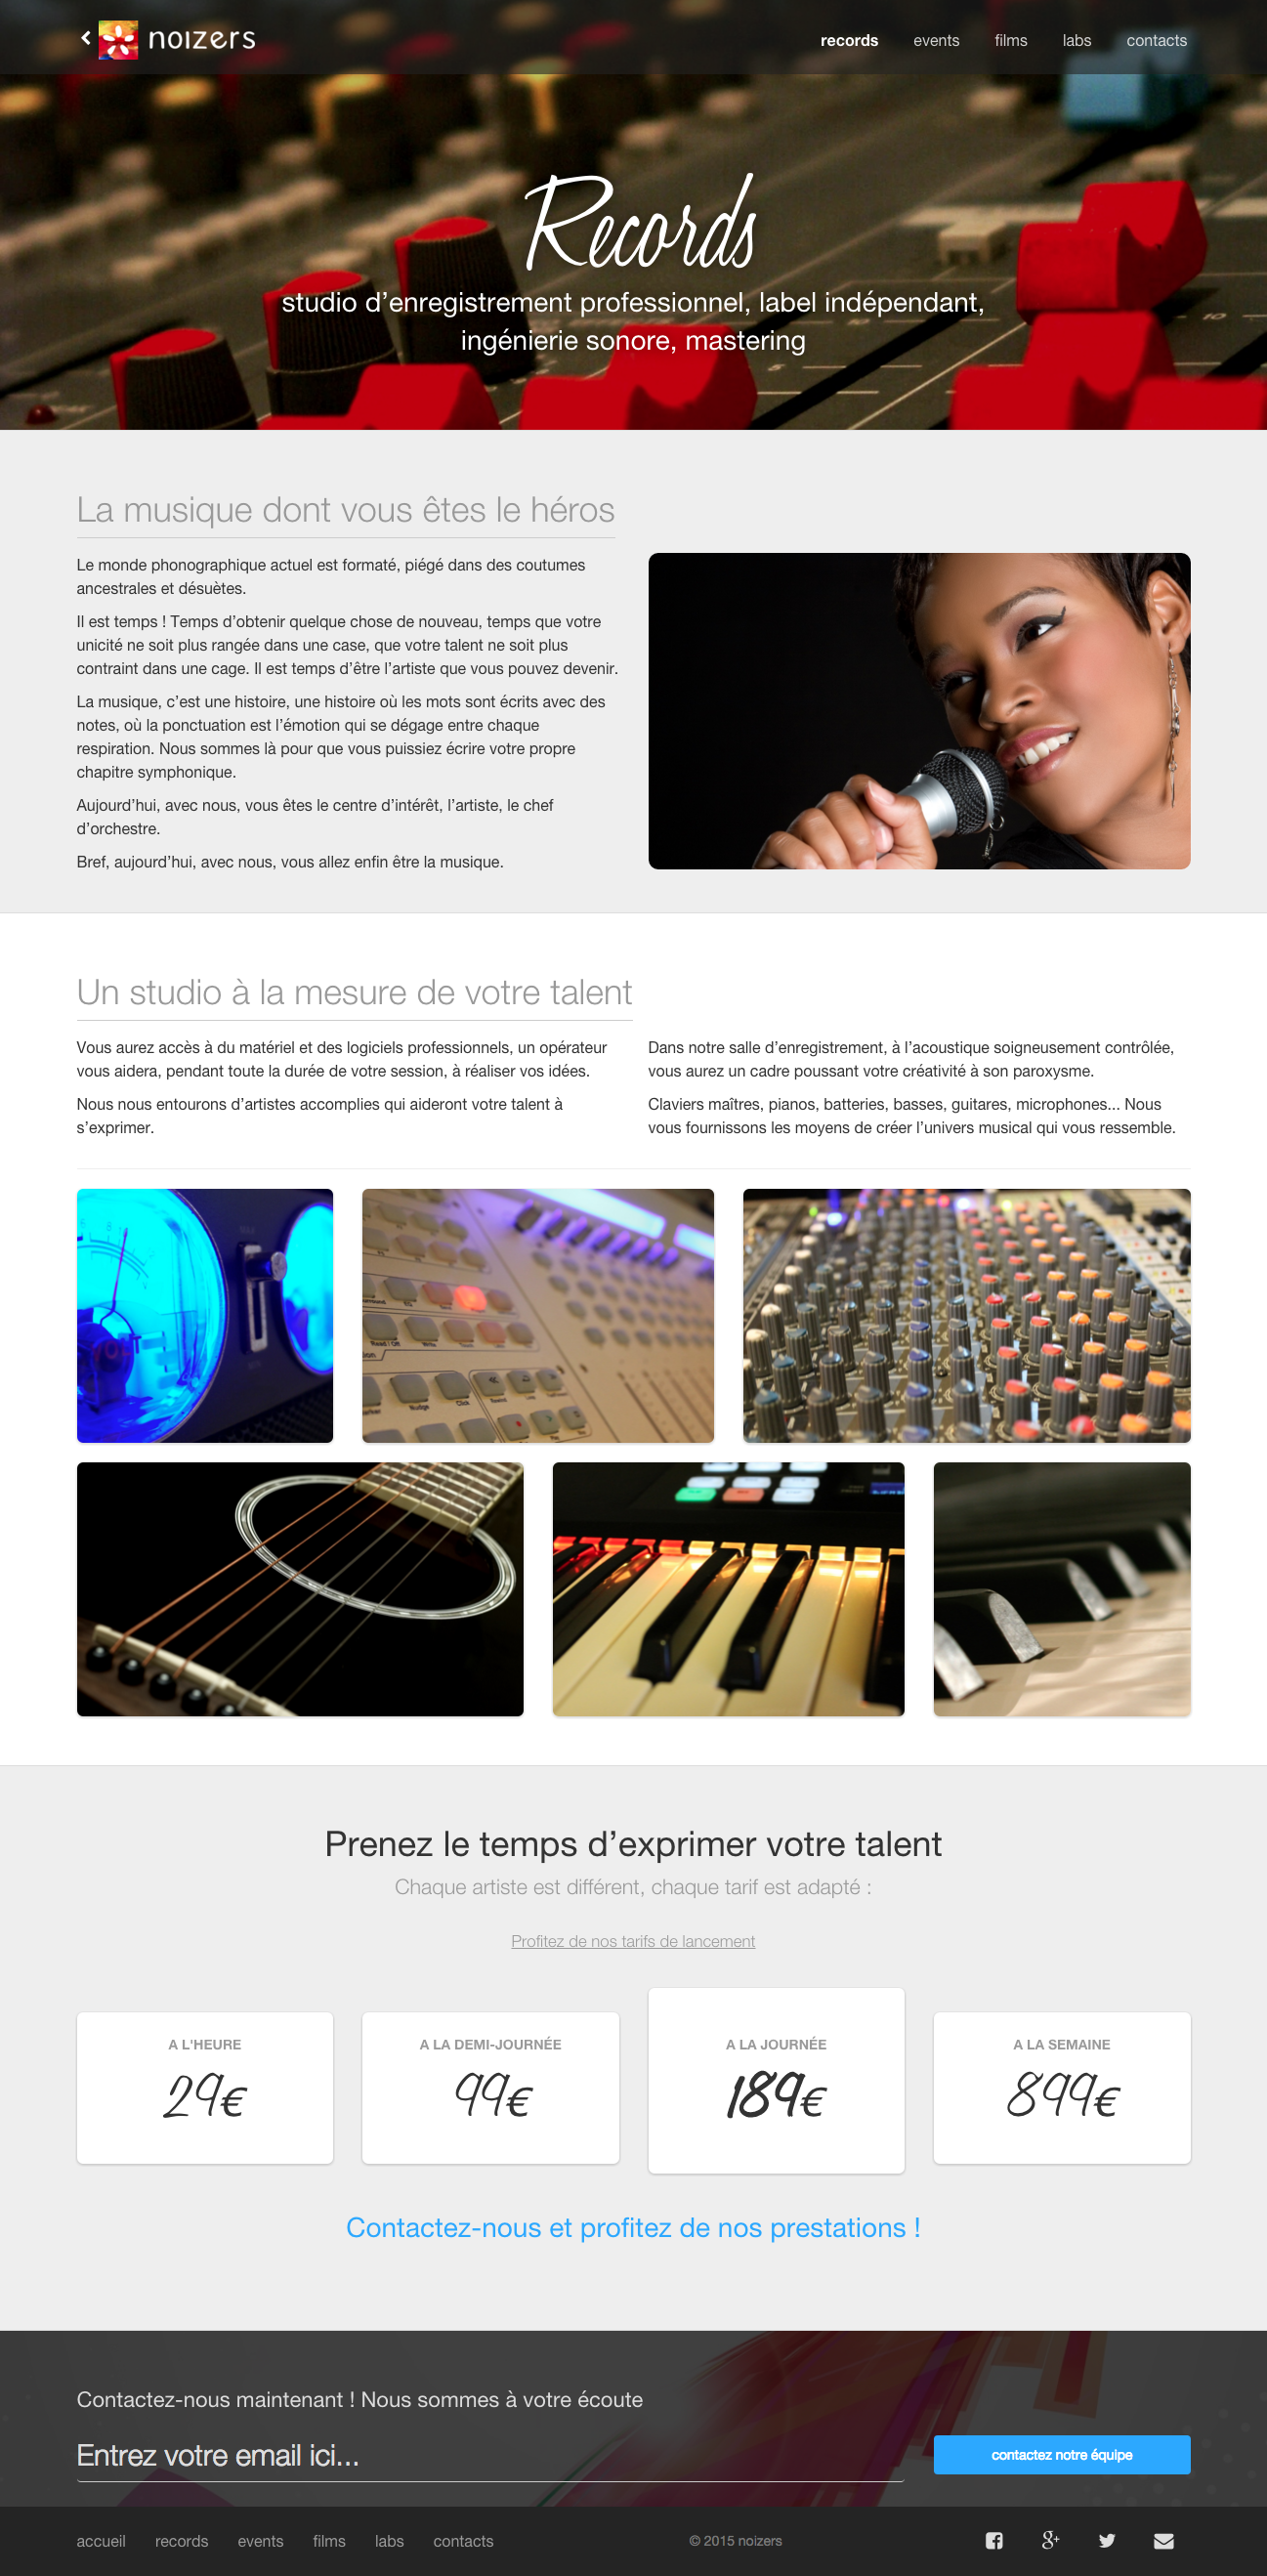 noizers
records events films labs contacts
Records
studio d’enregistrement professionnel, label indépendant,
ingénierie sonore, mastering
La musique dont vous êtes le héros
Le monde phonographique actuel est formaté, piégé dans des coutumes
ancestrales et désuètes.
Il est temps ! Temps d’obtenir quelque chose de nouveau, temps que votre
unicité ne soit plus rangée dans une case, que votre talent ne soit plus
contraint dans une cage. Il est temps d’être l’artiste que vous pouvez devenir.
La musique, c’est une histoire, une histoire où les mots sont écrits avec des
notes, où la ponctuation est l’émotion qui se dégage entre chaque
respiration. Nous sommes là pour que vous puissiez écrire votre propre
chapitre symphonique.
Aujourd’hui, avec nous, vous êtes le centre d’intérêt, l’artiste, le chef
d’orchestre.
Bref, aujourd’hui, avec nous, vous allez enfin être la musique.
Un studio à la mesure de votre talent
Vous aurez accès à du matériel et des logiciels professionnels, un opérateur
vous aidera, pendant toute la durée de votre session, à réaliser vos idées.
Nous nous entourons d’artistes accomplies qui aideront votre talent à
s’exprimer.
Dans notre salle d’enregistrement, à l’acoustique soigneusement contrôlée,
vous aurez un cadre poussant votre créativité à son paroxysme.
Claviers maîtres, pianos, batteries, basses, guitares, microphones... Nous
vous fournissons les moyens de créer l’univers musical qui vous ressemble.
Prenez le temps d’exprimer votre talent
Chaque artiste est différent, chaque tarif est adapté :
Profitez de nos tarifs de lancement
A L'HEURE
29€
A LA DEMI-JOURNÉE
99€
A LA JOURNÉE
189€
A LA SEMAINE
899€
Contactez-nous et profitez de nos prestations !
Contactez-nous maintenant ! Nous sommes à votre écoute
Entrez votre email ici...
contactez notre équipe
accueil records events films labs contacts
© 2015 noizers